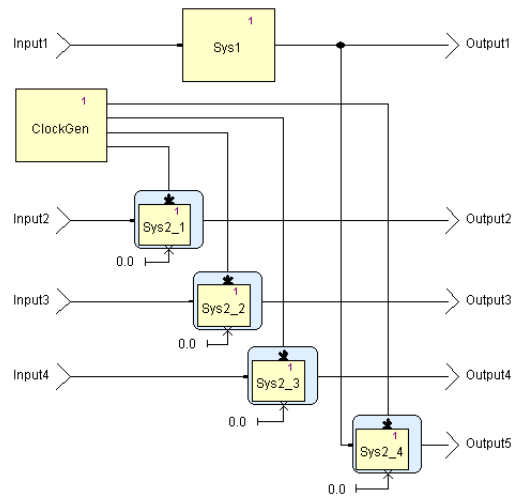 1
Input1 Sys1 Output1
1
ClockGen
1
Input2 Sys2_1 Output2
0.0
1
Input3 Sys2_2 Output3
0.0
1
Input4 Sys2_3 Output4
0.0
1
Sys2_4 Output5
0.0